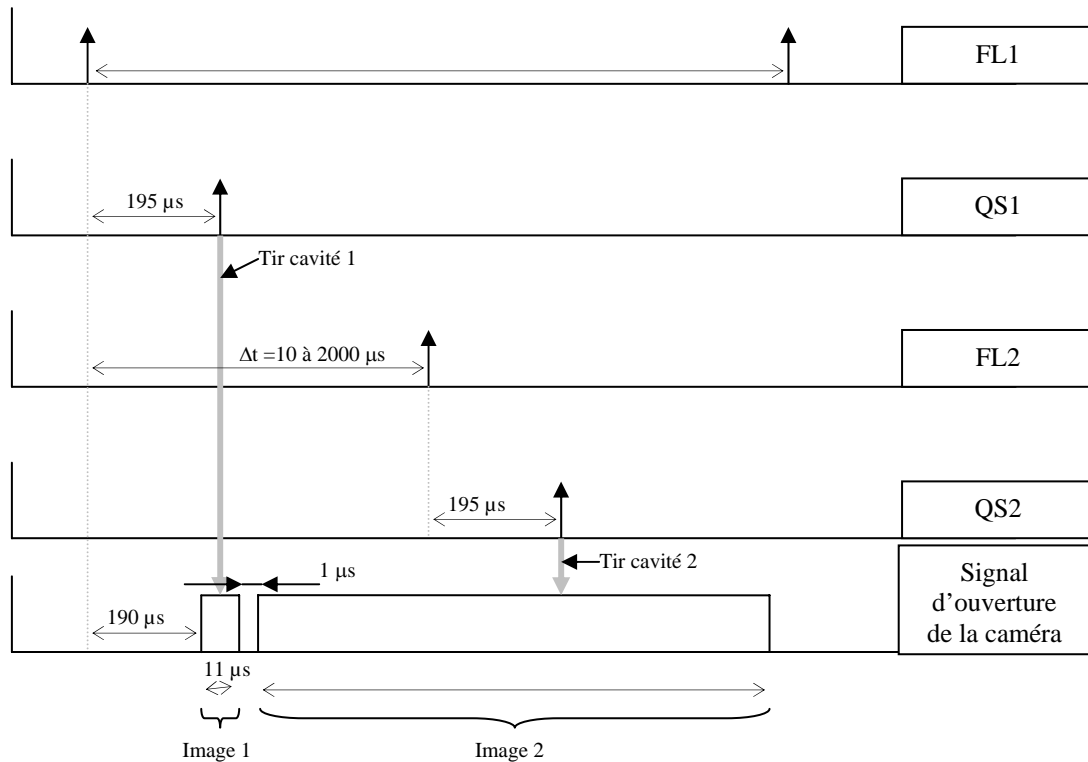 FL1
195 µs
QS1
Tir cavité 1
Δt =10 à 2000 µs
FL2
195 µs
QS2
Tir cavité 2
1 µs
Signal
d'ouverture
de la caméra
190 µs
11 µs
Image 1
Image 2